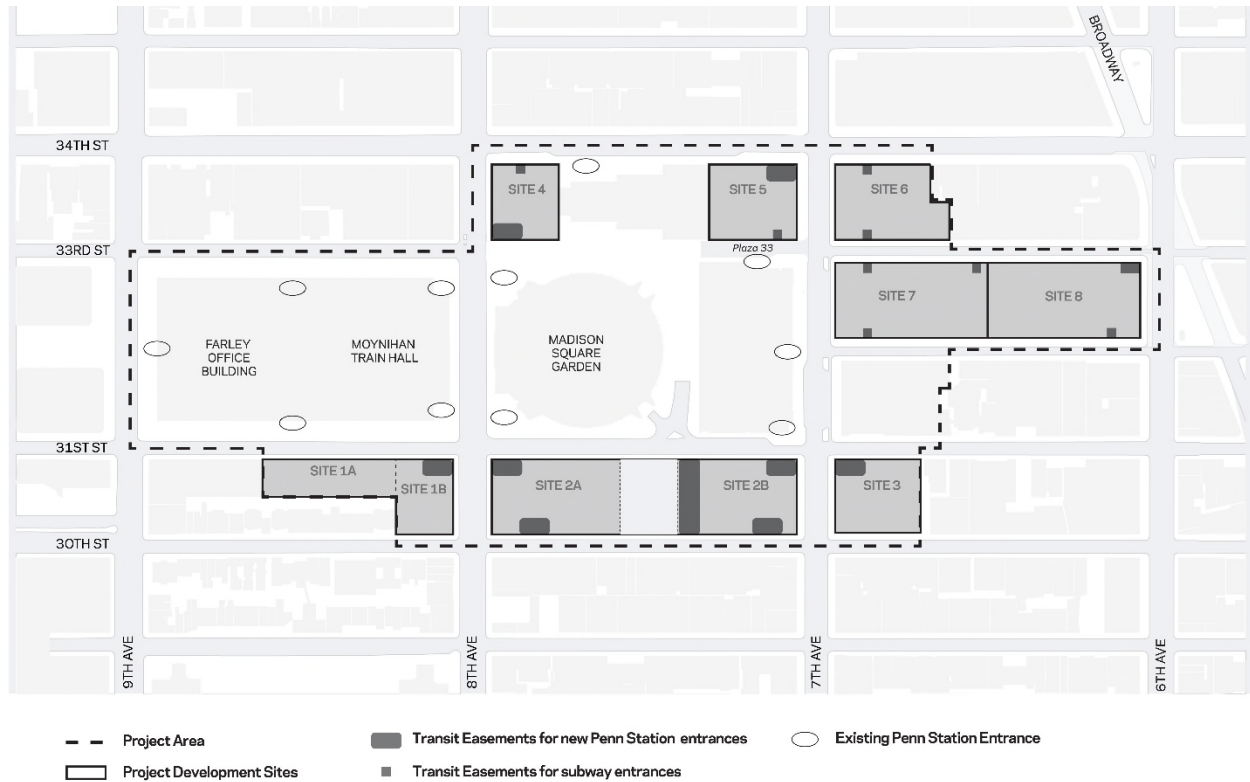 BROADWAY
34TH ST
SITE 4
SITE 5
SITE 6
Plaza 33
33RD ST
SITE 7
SITE 8
FARLEY
OFFICE
BUILDING
MOYNIHAN
TRAIN HALL
MADISON
SQUARE
GARDEN
31ST ST
SITE 1A
SITE 1B
SITE 2A
SITE 2B
SITE 3
30TH ST
9TH AVE
8TH AVE
7TH AVE
6TH AVE
Project Area
Transit Easements for new Penn Station entrances
Existing Penn Station Entrance
Project Development Sites
Transit Easements for subway entrances